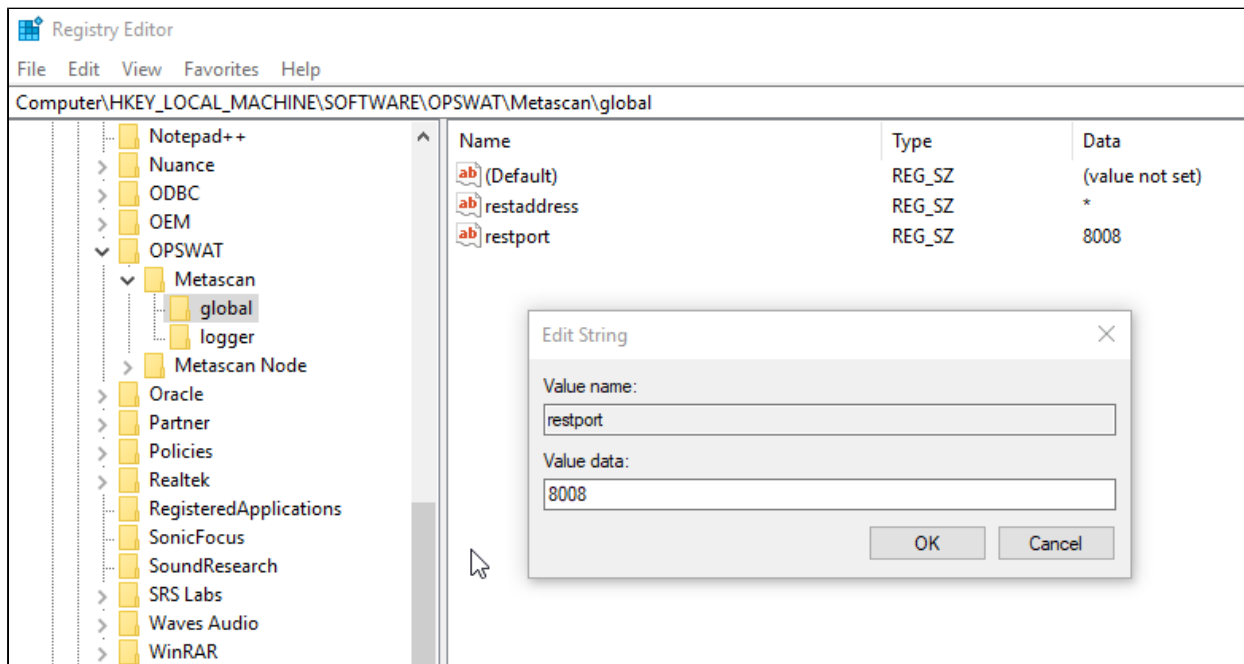 Registry Editor
File Edit View Favorites Help
Computer\HKEY_LOCAL_MACHINE\SOFTWARE\OPSWAT\Metascan\global
Notepad++
Nuance
ODBC
OEM
OPSWAT
Metascan
global
logger
Metascan Node
Oracle
Partner
Policies
Realtek
RegisteredApplications
SonicFocus
SoundResearch
SRS Labs
Waves Audio
WinRAR
Name Type Data
ab (Default) REG_SZ (value not set)
ab restaddress REG_SZ *
ab restport REG_SZ 8008
Edit String
Value name:
restport
Value data:
8008
OK Cancel